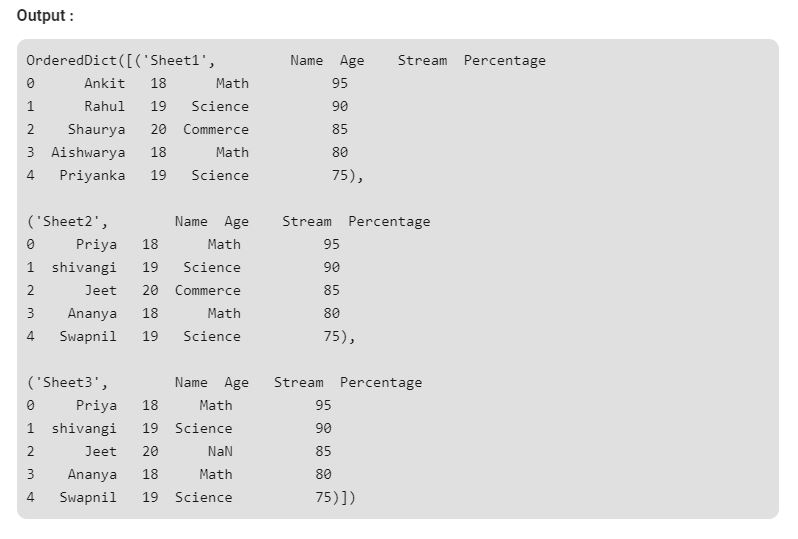 Output :
OrderedDict([('Sheet1',         Name  Age    Stream  Percentage
0      Ankit   18      Math          95
1      Rahul   19   Science          90
2    Shaurya   20  Commerce          85
3  Aishwarya   18      Math          80
4   Priyanka   19   Science          75),
('Sheet2',        Name  Age    Stream  Percentage
0     Priya   18      Math          95
1  shivangi   19   Science          90
2      Jeet   20  Commerce          85
3    Ananya   18      Math          80
4   Swapnil   19   Science          75),
('Sheet3',        Name  Age   Stream  Percentage
0     Priya   18     Math          95
1  shivangi   19  Science          90
2      Jeet   20      NaN          85
3    Ananya   18     Math          80
4   Swapnil   19  Science          75)])